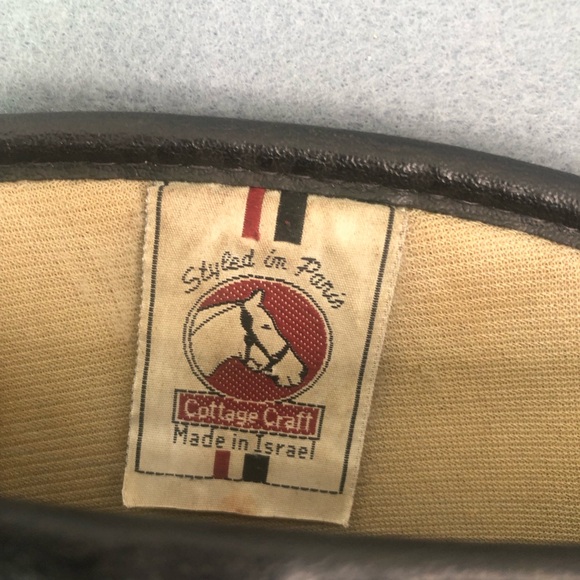 Styled in Paris
Cottage Craft
Made in Israel